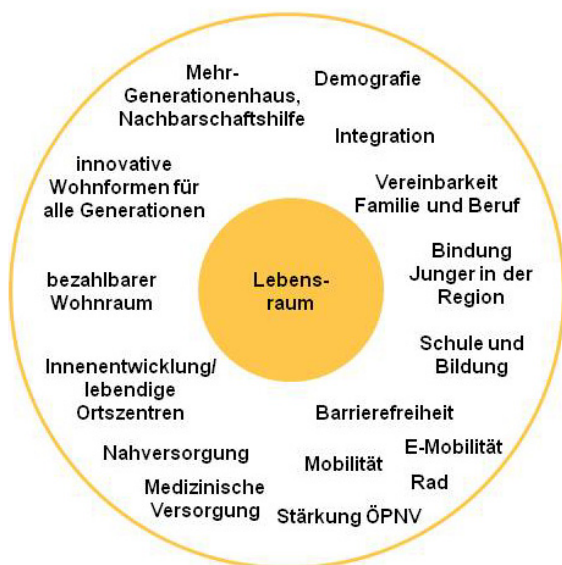 Mehr-
Generationenhaus,
Nachbarschaftshilfe
Demografie
Integration
innovative
Wohnformen für
alle Generationen
Vereinbarkeit
Familie und Beruf
bezahlbarer
Wohnraum
Lebens-
raum
Bindung
Junger in der
Region
Schule und
Bildung
Innenentwicklung/
lebendige
Ortszentren
Barrierefreiheit
Nahversorgung
Mobilität
E-Mobilität
Rad
Medizinische
Versorgung
Stärkung ÖPNV